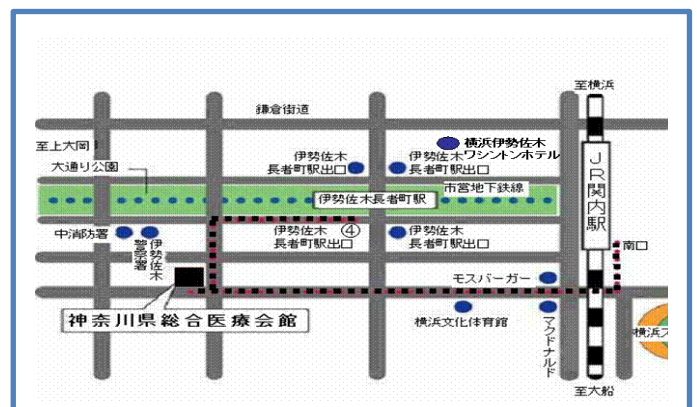 至横浜
鎌倉街道
至上大岡
大通り公園
伊勢佐木
長者町駅出口
伊勢佐木
長者町駅出口
横浜伊勢佐木
ワシントンホテル
市営地下鉄線
伊勢佐木長者町駅
JR関内駅
中消防署
伊勢佐木
警察署
伊勢佐木
長者町駅出口
④
伊勢佐木
長者町駅出口
南口
モスバーガー
神奈川県総合医療会館
横浜文化体育館
マクドナルド
横浜ス
至大船